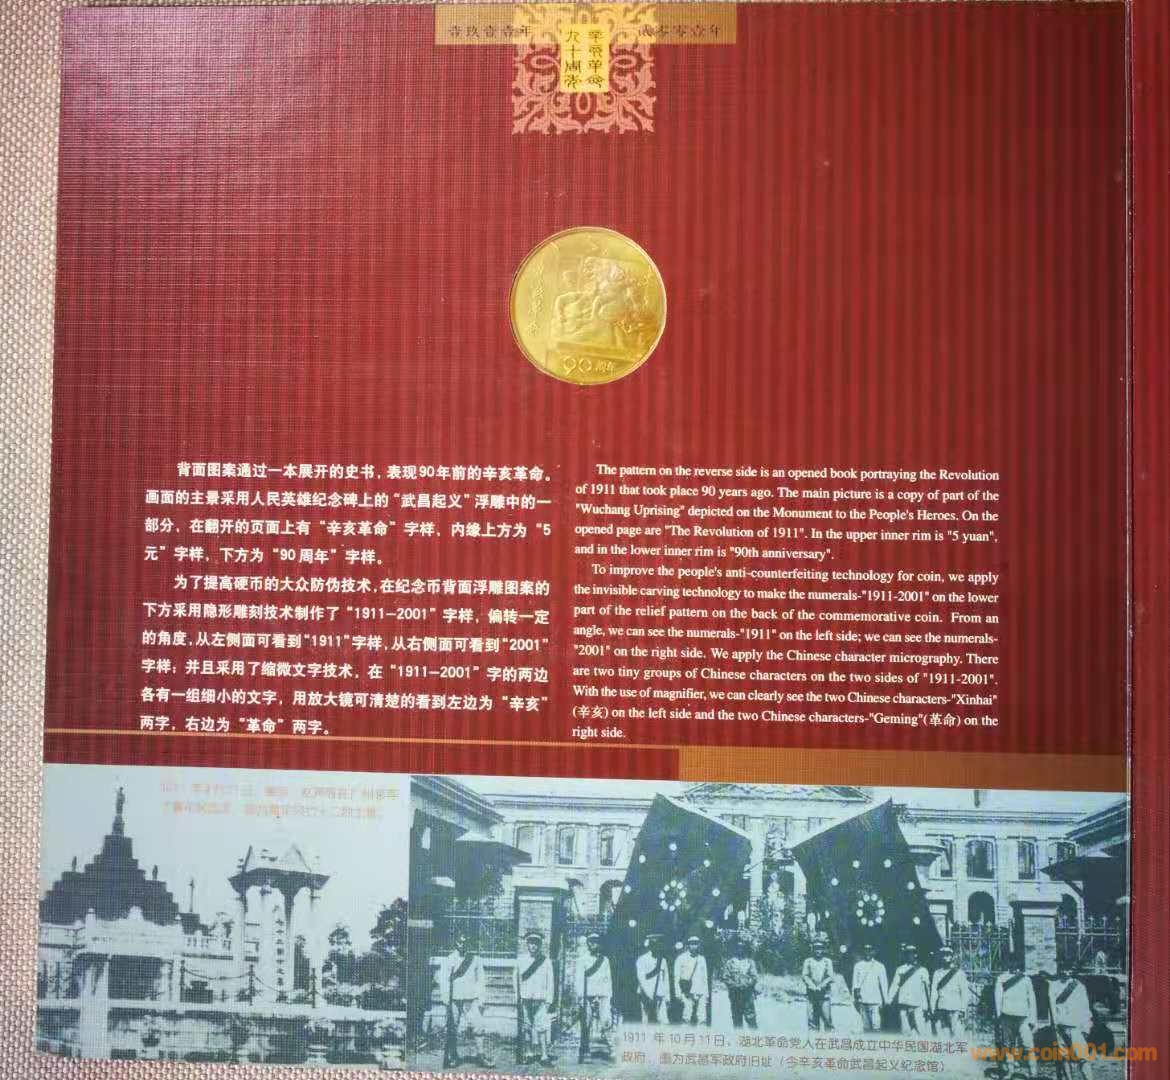 壹玖壹壹年
贰零零壹年
辛亥革命
九十周年
90周年
背面图案通过一本展开的史书，表现90年前的辛亥革命。
画面的主景采用人民英雄纪念碑上的“武昌起义”浮雕中的一
部分，在翻开的页面上有“辛亥革命”字样，内缘上方为“5
元”字样，下方为“90周年”字样。
为了提高硬币的大众防伪技术，在纪念币背面浮雕图案的
下方采用隐形雕刻技术制作了“1911—2001”字样，偏转一定
的角度，从左侧面可看到“1911”字样，从右侧面可看到“2001”
字样；并且采用了缩微文字技术，在“1911—2001”字的两边
各有一组细小的文字，用放大镜可清楚的看到左边为“辛亥”
两字，右边为“革命”两字。
The pattern on the reverse side is an opened book portraying the Revolution
of 1911 that took place 90 years ago. The main picture is a copy of part of the
"Wuchang Uprising" depicted on the Monument to the People's Heroes. On the
opened page are "The Revolution of 1911". In the upper inner rim is "5 yuan",
and in the lower inner rim is "90th anniversary".
To improve the people's anti-counterfeiting technology for coin, we apply
the invisible carving technology to make the numerals-"1911-2001" on the lower
part of the relief pattern on the back of the commemorative coin. From an
angle, we can see the numerals-"1911" on the left side; we can see the numerals-
"2001" on the right side. We apply the Chinese character micrography. There
are two tiny groups of Chinese characters on the two sides of "1911-2001".
With the use of magnifier, we can clearly see the two Chinese characters-"Xinhai"
(辛亥) on the left side and the two Chinese characters-"Geming"(革命) on the
right side.
1911 年 10 月 11 日，湖北革命党人在武昌成立中华民国湖北军
政府，图为武昌军政府旧址（今辛亥革命武昌起义纪念馆）
www.coin001.com